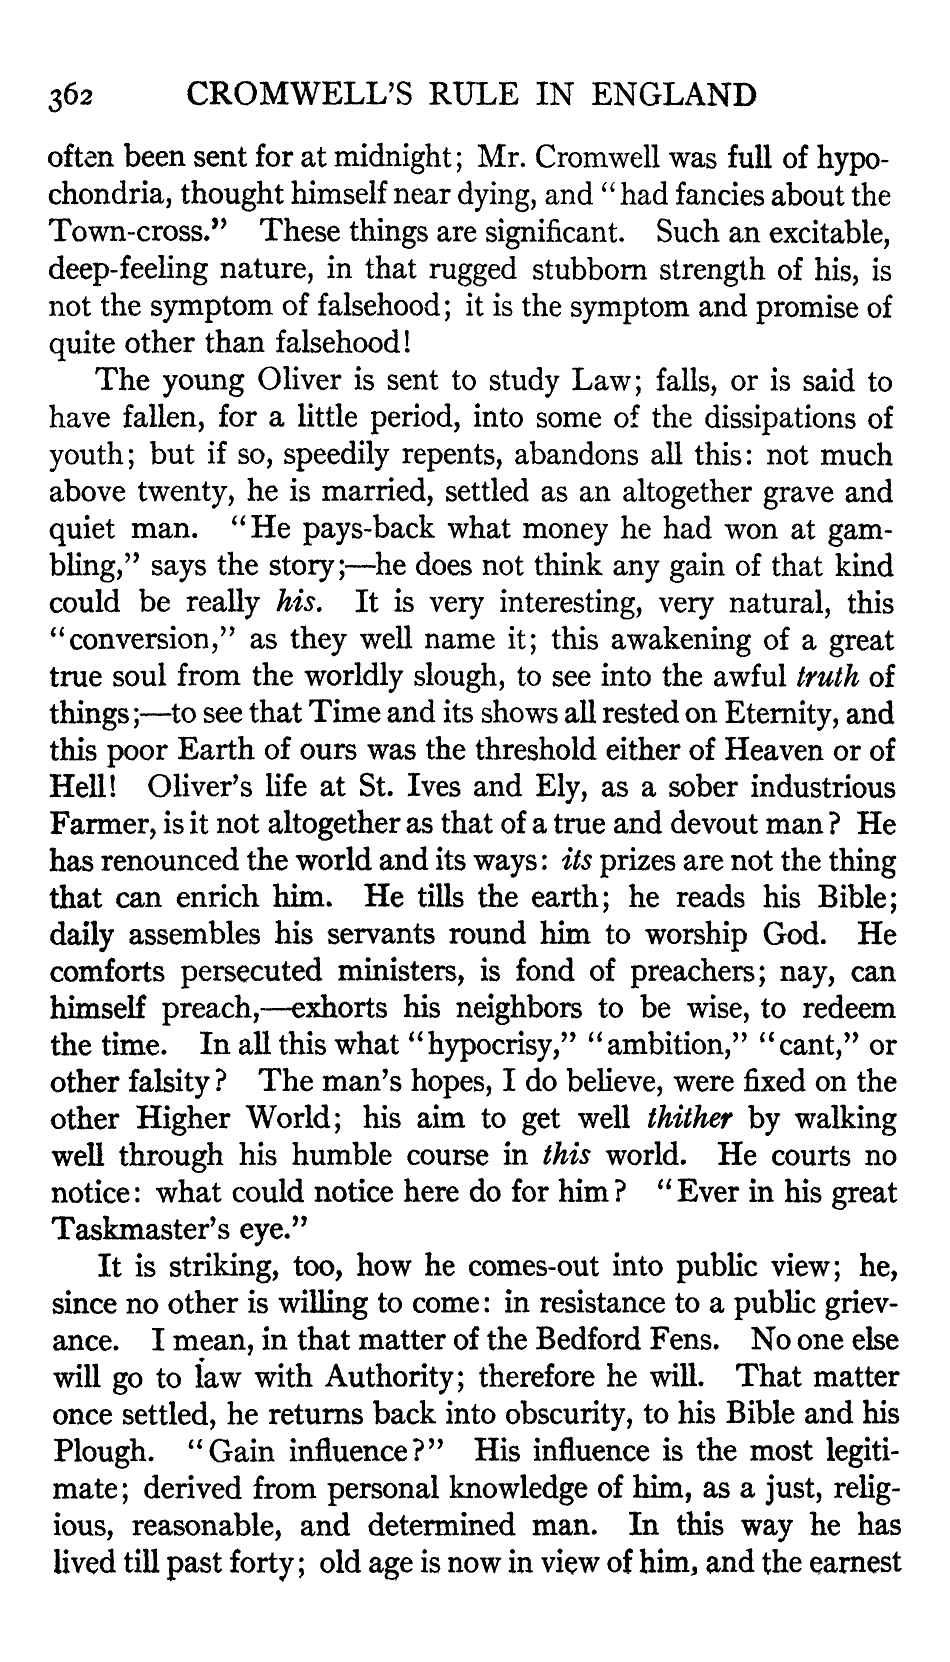 362 CROMWELL'S RULE IN ENGLAND
often been sent for at midnight; Mr. Cromwell was full of hypo-
chondria, thought himself near dying, and "had fancies about the
Town-cross." These things are significant. Such an excitable,
deep-feeling nature, in that rugged stubborn strength of his, is
not the symptom of falsehood; it is the symptom and promise of
quite other than falsehood!
The young Oliver is sent to study Law; falls, or is said to
have fallen, for a little period, into some of the dissipations of
youth; but if so, speedily repents, abandons all this: not much
above twenty, he is married, settled as an altogether grave and
quiet man. "He pays-back what money he had won at gam-
bling," says the story;—he does not think any gain of that kind
could be really his. It is very interesting, very natural, this
"conversion," as they well name it; this awakening of a great
true soul from the worldly slough, to see into the awful truth of
things;—to see that Time and its shows all rested on Eternity, and
this poor Earth of ours was the threshold either of Heaven or of
Hell! Oliver's life at St. Ives and Ely, as a sober industrious
Farmer, is it not altogether as that of a true and devout man? He
has renounced the world and its ways: its prizes are not the thing
that can enrich him. He tills the earth; he reads his Bible;
daily assembles his servants round him to worship God. He
comforts persecuted ministers, is fond of preachers; nay, can
himself preach,—exhorts his neighbors to be wise, to redeem
the time. In all this what "hypocrisy," "ambition," "cant," or
other falsity? The man's hopes, I do believe, were fixed on the
other Higher World; his aim to get well thither by walking
well through his humble course in this world. He courts no
notice: what could notice here do for him? "Ever in his great
Taskmaster's eye."
It is striking, too, how he comes-out into public view; he,
since no other is willing to come: in resistance to a public griev-
ance. I mean, in that matter of the Bedford Fens. No one else
will go to law with Authority; therefore he will. That matter
once settled, he returns back into obscurity, to his Bible and his
Plough. "Gain influence?" His influence is the most legiti-
mate; derived from personal knowledge of him, as a just, relig-
ious, reasonable, and determined man. In this way he has
lived till past forty; old age is now in view of him, and the earnest